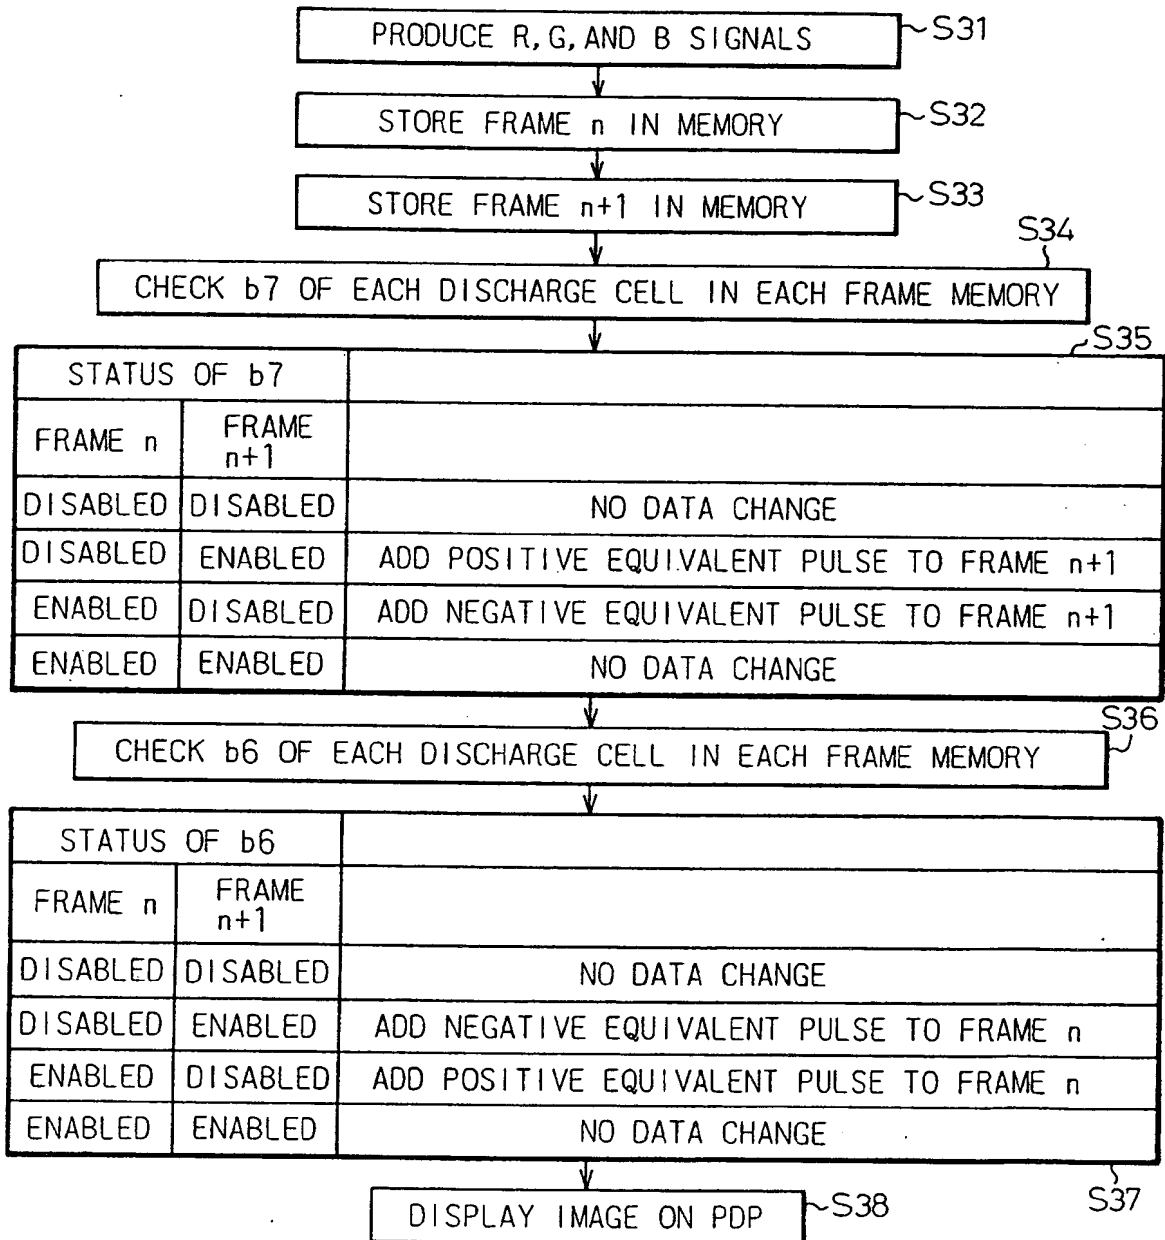 PRODUCE R, G, AND B SIGNALS
S31
STORE FRAME n IN MEMORY
S32
STORE FRAME n+1 IN MEMORY
S33
S34
CHECK b7 OF EACH DISCHARGE CELL IN EACH FRAME MEMORY
S35
STATUS OF b7
FRAME n
FRAME
n+1
DISABLED DISABLED NO DATA CHANGE
DISABLED ENABLED ADD POSITIVE EQUIVALENT PULSE TO FRAME n+1
ENABLED DISABLED ADD NEGATIVE EQUIVALENT PULSE TO FRAME n+1
ENABLED ENABLED NO DATA CHANGE
S36
CHECK b6 OF EACH DISCHARGE CELL IN EACH FRAME MEMORY
STATUS OF b6
FRAME n
FRAME
n+1
DISABLED DISABLED NO DATA CHANGE
DISABLED ENABLED ADD NEGATIVE EQUIVALENT PULSE TO FRAME n
ENABLED DISABLED ADD POSITIVE EQUIVALENT PULSE TO FRAME n
ENABLED ENABLED NO DATA CHANGE
S37
DISPLAY IMAGE ON PDP
S38